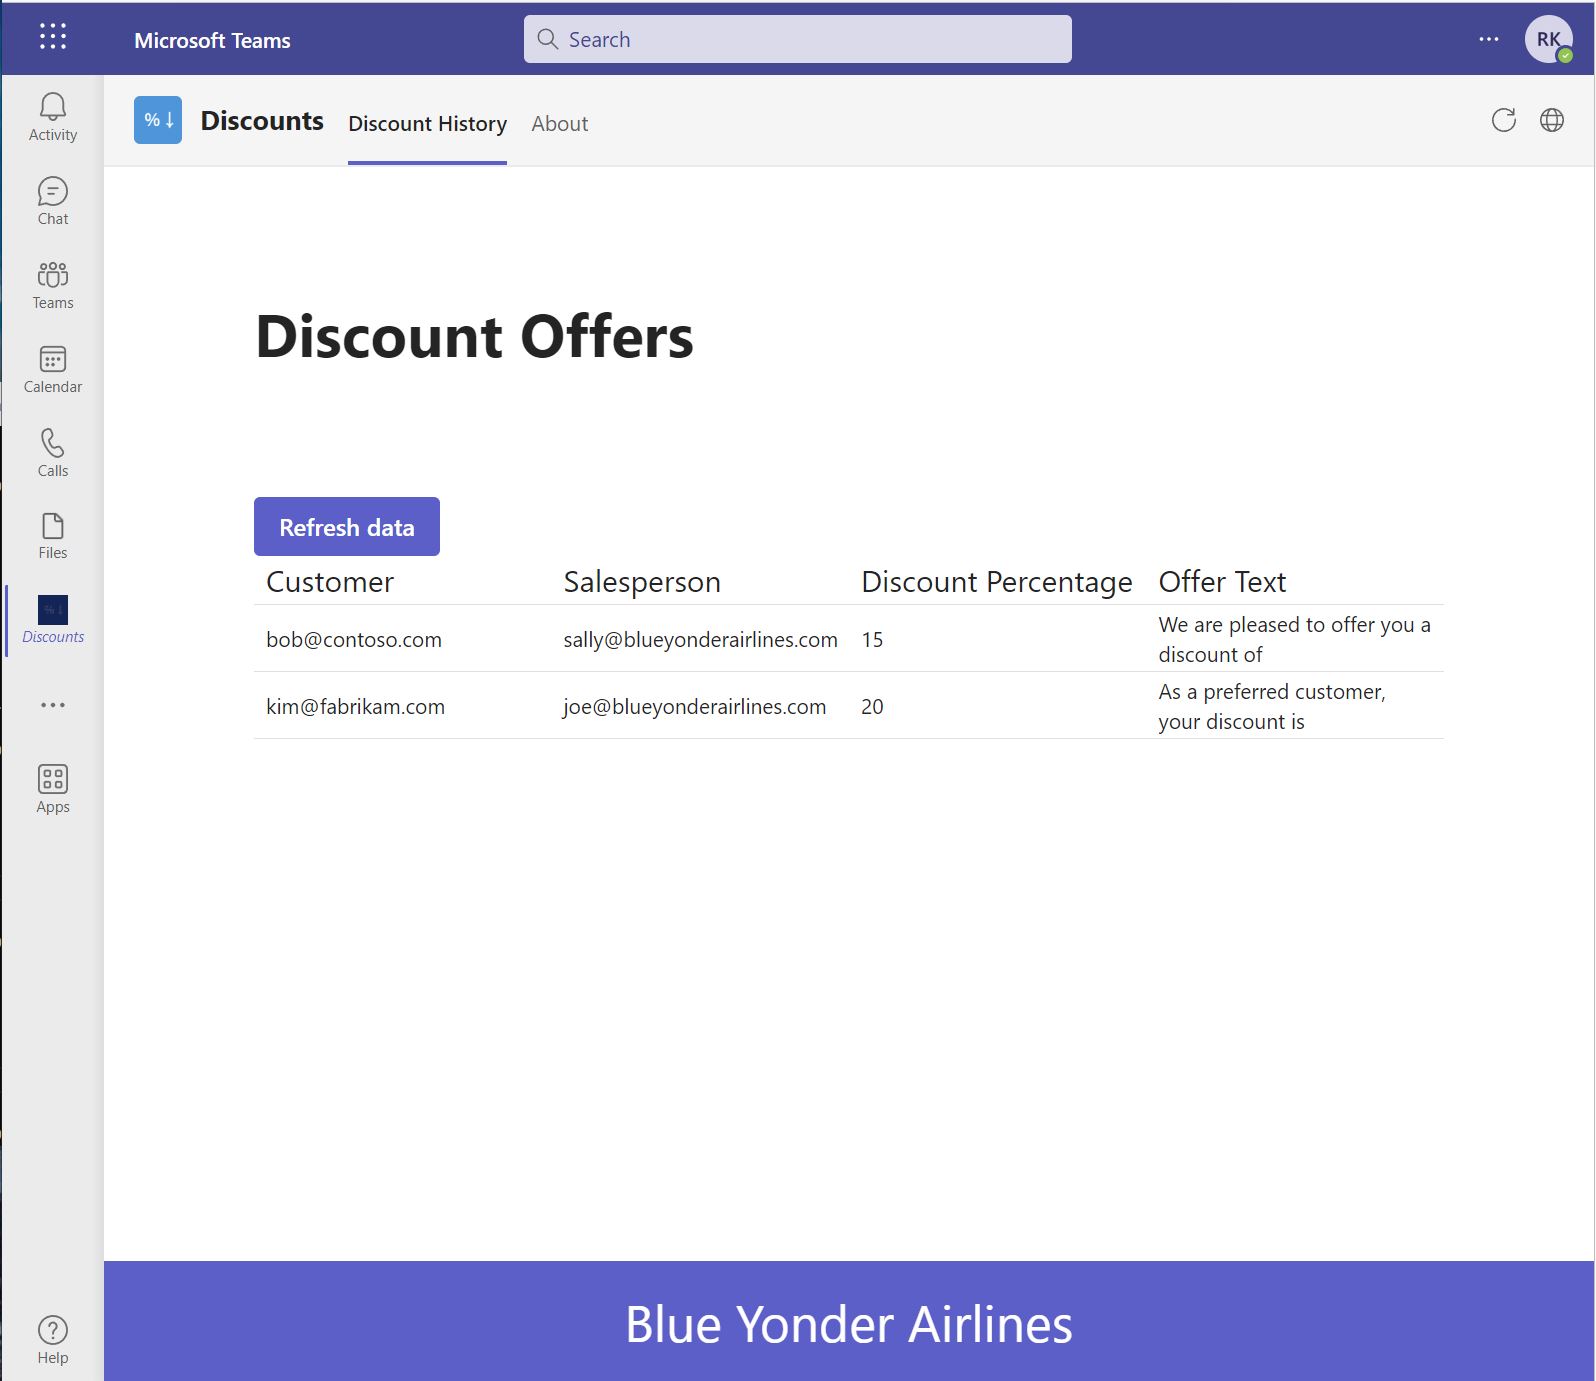 Microsoft Teams
Search
RK
Activity
Chat
Teams
Calendar
Calls
Files
Discounts
Apps
Help
% ↓
Discounts
Discount History
About
Discount Offers
Refresh data
Customer Salesperson Discount Percentage Offer Text
bob@contoso.com sally@blueyonderairlines.com 15 We are pleased to offer you a
discount of
kim@fabrikam.com joe@blueyonderairlines.com 20 As a preferred customer,
your discount is
Blue Yonder Airlines